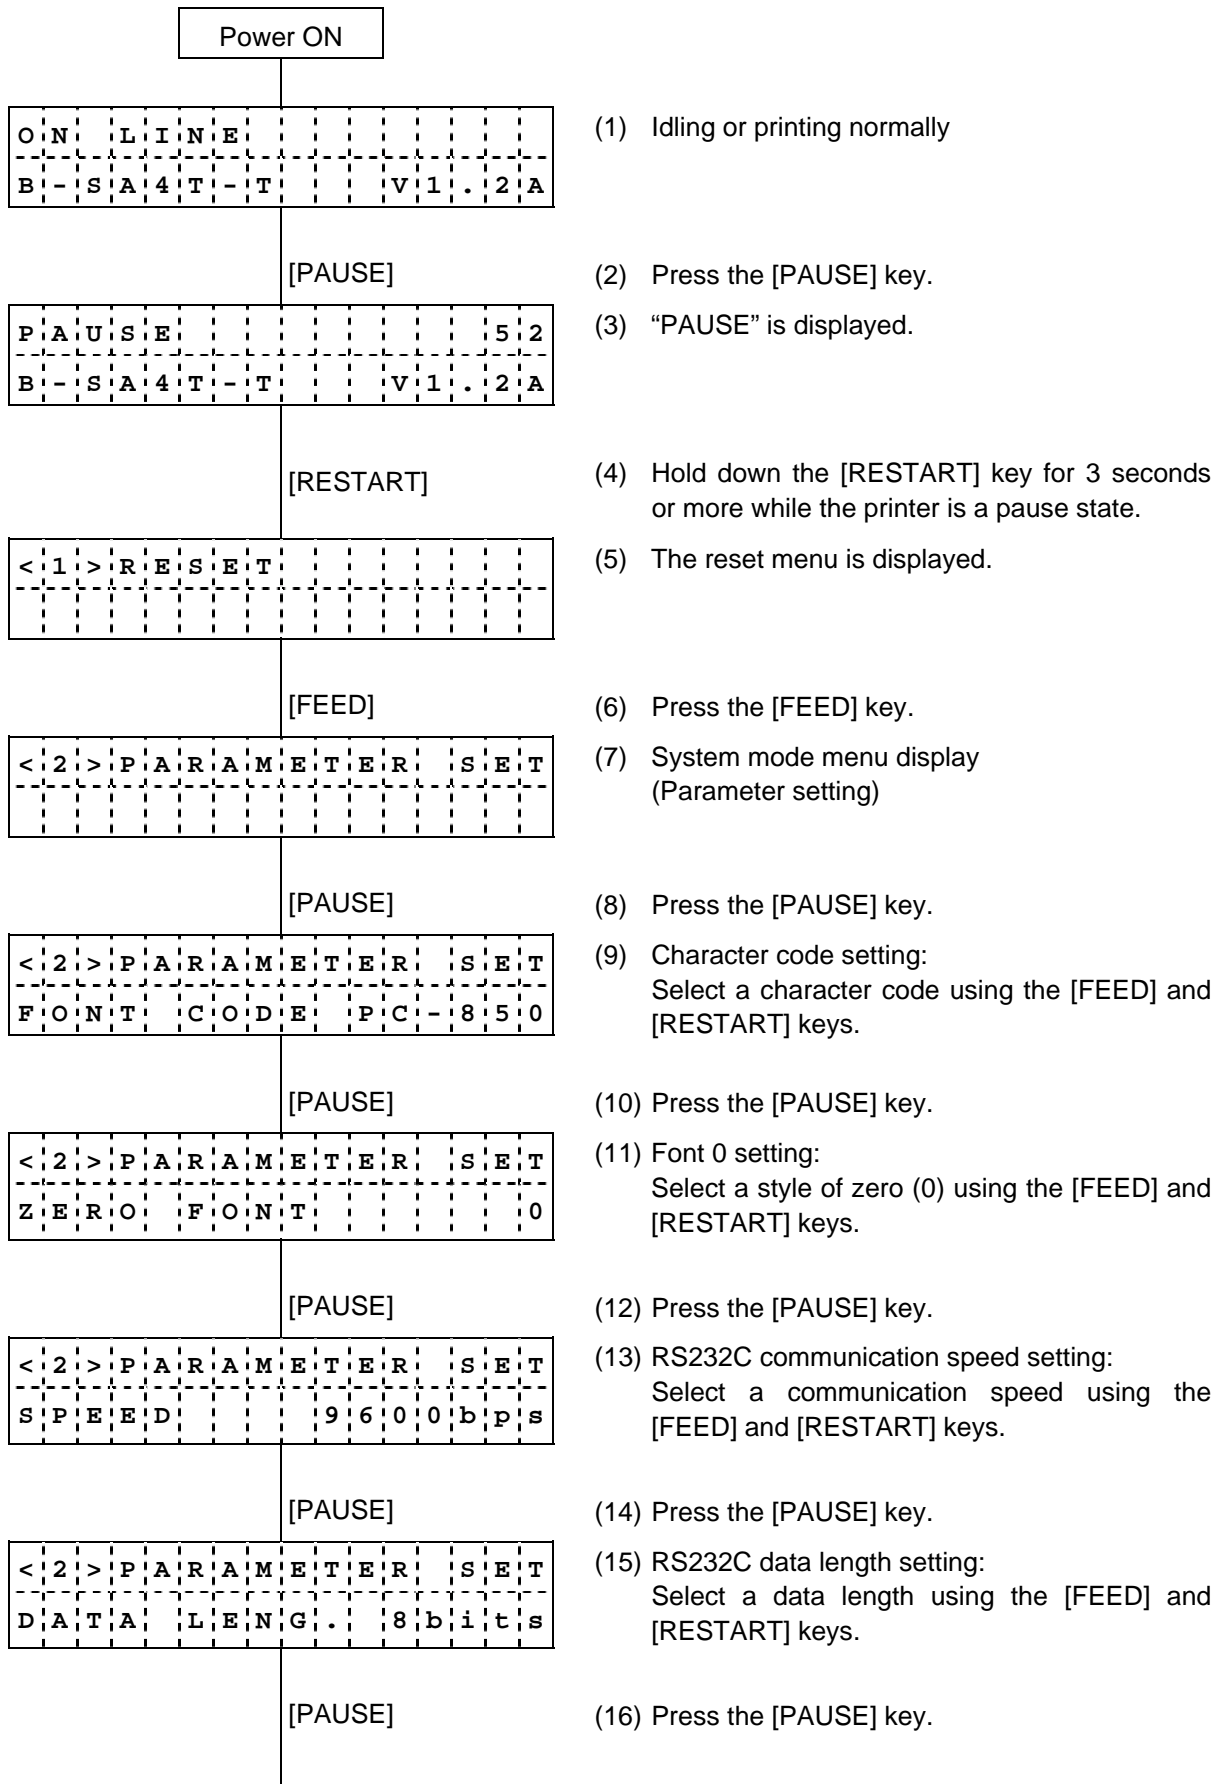 Power ON
ON LINE
(1) Idling or printing normally
B-SA4T-T   V1.2A
[PAUSE]
(2) Press the [PAUSE] key.
PAUSE         52
(3) “PAUSE” is displayed.
B-SA4T-T   V1.2A
[RESTART]
(4) Hold down the [RESTART] key for 3 seconds
or more while the printer is a pause state.
<1>RESET
(5) The reset menu is displayed.
[FEED]
(6) Press the [FEED] key.
<2>PARAMETER SET
(7) System mode menu display
(Parameter setting)
[PAUSE]
(8) Press the [PAUSE] key.
<2>PARAMETER SET
FONT CODE PC-850
(9) Character code setting:
Select a character code using the [FEED] and
[RESTART] keys.
[PAUSE]
(10) Press the [PAUSE] key.
<2>PARAMETER SET
ZERO FONT      0
(11) Font 0 setting:
Select a style of zero (0) using the [FEED] and
[RESTART] keys.
[PAUSE]
(12) Press the [PAUSE] key.
<2>PARAMETER SET
SPEED    9600bps
(13) RS232C communication speed setting:
Select a communication speed using the
[FEED] and [RESTART] keys.
[PAUSE]
(14) Press the [PAUSE] key.
<2>PARAMETER SET
DATA LENG. 8bits
(15) RS232C data length setting:
Select a data length using the [FEED] and
[RESTART] keys.
[PAUSE]
(16) Press the [PAUSE] key.